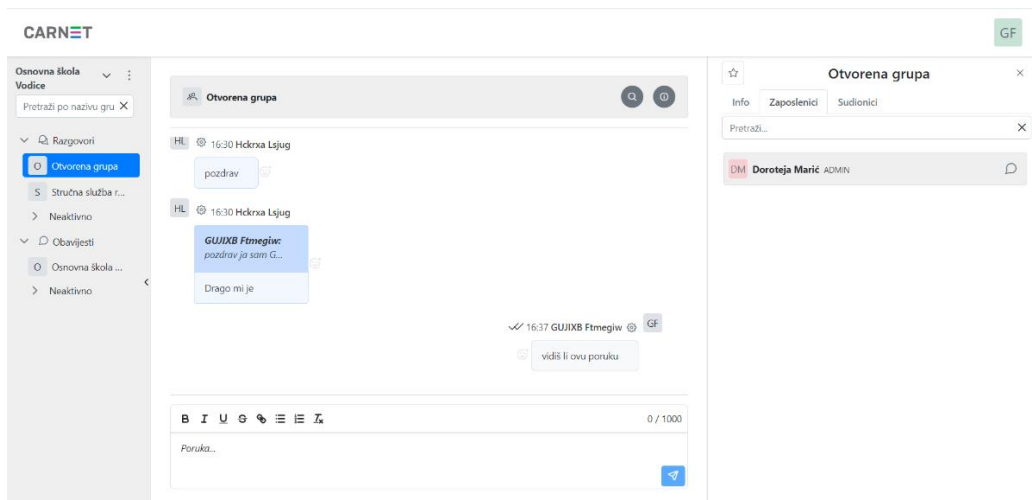 CARNET
GF
Osnovna škola
Vodice
Pretraži po nazivu gru
Razgovori
O Otvorena grupa
S Stručna služba r...
Neaktivno
Obavijesti
O Osnovna škola ...
Neaktivno
Otvorena grupa
HL 16:30 Hckrxa Lsjug
pozdrav
HL 16:30 Hckrxa Lsjug
GUJIXB Ftmegiw:
pozdrav ja sam G...
Drago mi je
16:37 GUJIXB Ftmegiw GF
vidiš li ovu poruku
B I U S Tx 0 / 1000
Poruka...
Otvorena grupa
Info Zaposlenici Sudionici
Pretraži...
DM Doroteja Marić ADMIN